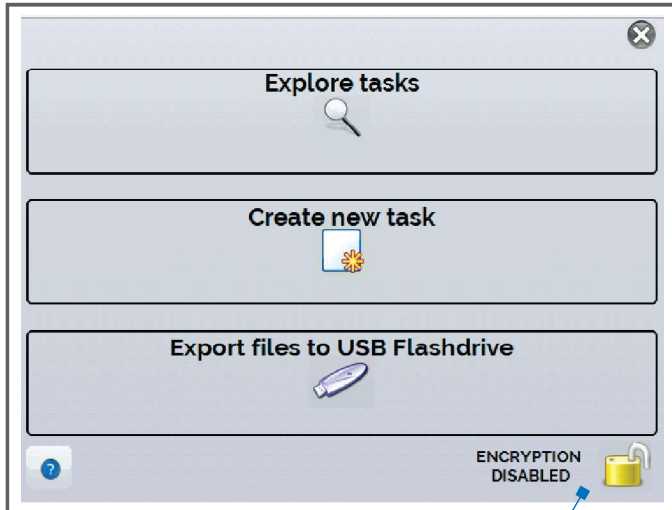 Explore tasks
Create new task
Export files to USB Flashdrive
?
ENCRYPTION
DISABLED